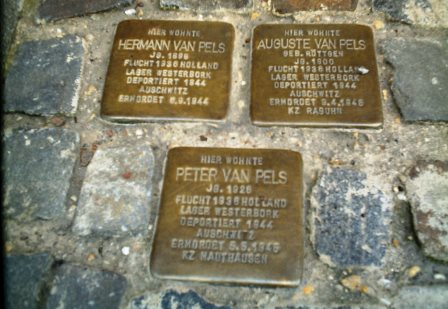 HIER WOHNTE
HERMANN VAN PELS
JG. 1898
FLUCHT 1938 HOLLAND
LAGER WESTERBORK
DEPORTIERT 1944
AUSCHWITZ
ERMORDET 6.9.1944
HIER WOHNTE
AUGUSTE VAN PELS
GEB. RÖTTGEN
JG. 1900
FLUCHT 1938 HOLLAND
LAGER WESTERBORK
DEPORTIERT 1944
AUSCHWITZ
ERMORDET 9.4.1945
KZ RAGUHN
HIER WOHNTE
PETER VAN PELS
JG. 1926
FLUCHT 1938 HOLLAND
LAGER WESTERBORK
DEPORTIERT 1944
AUSCHWITZ
ERMORDET 5.5.1945
KZ MAUTHAUSEN